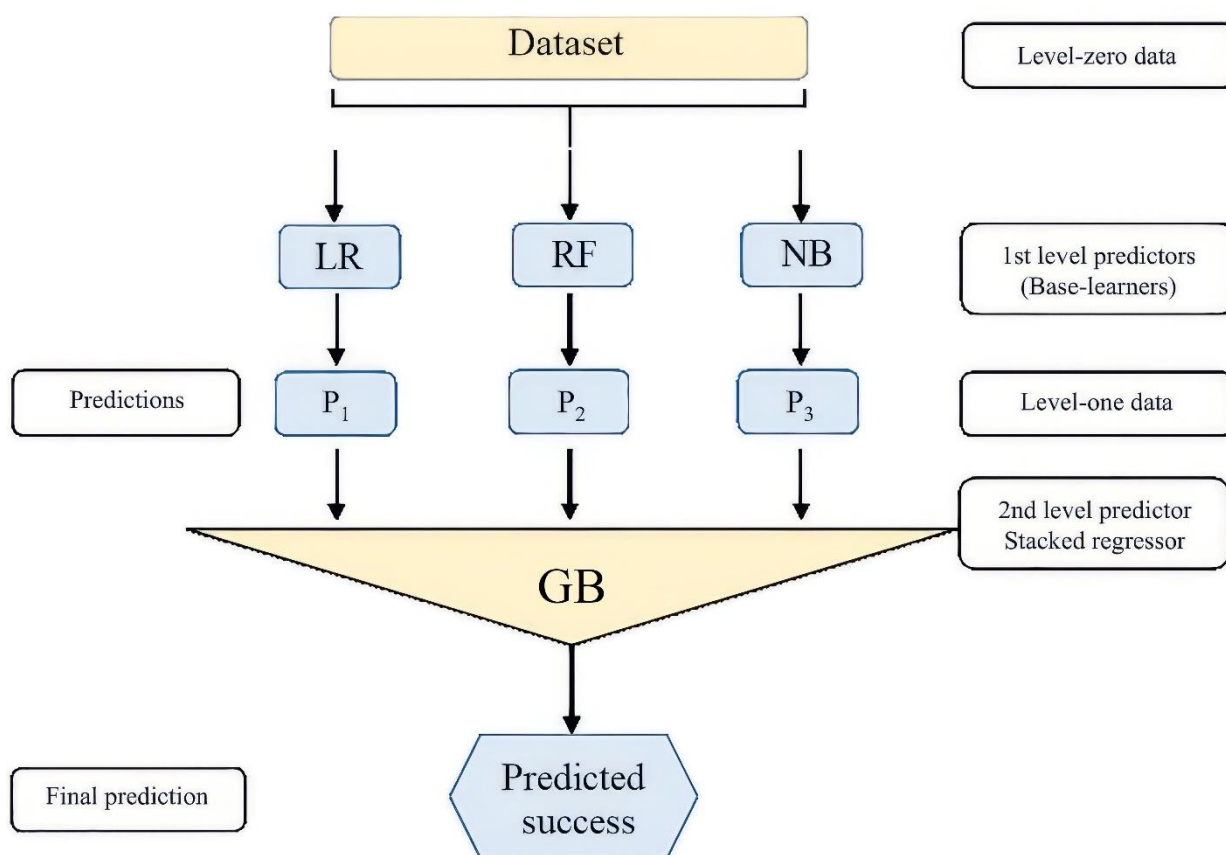 Dataset
Level-zero data
LR
RF
NB
1st level predictors
(Base-learners)
Predictions
P₁
P₂
P₃
Level-one data
2nd level predictor
Stacked regressor
GB
Predicted
success
Final prediction